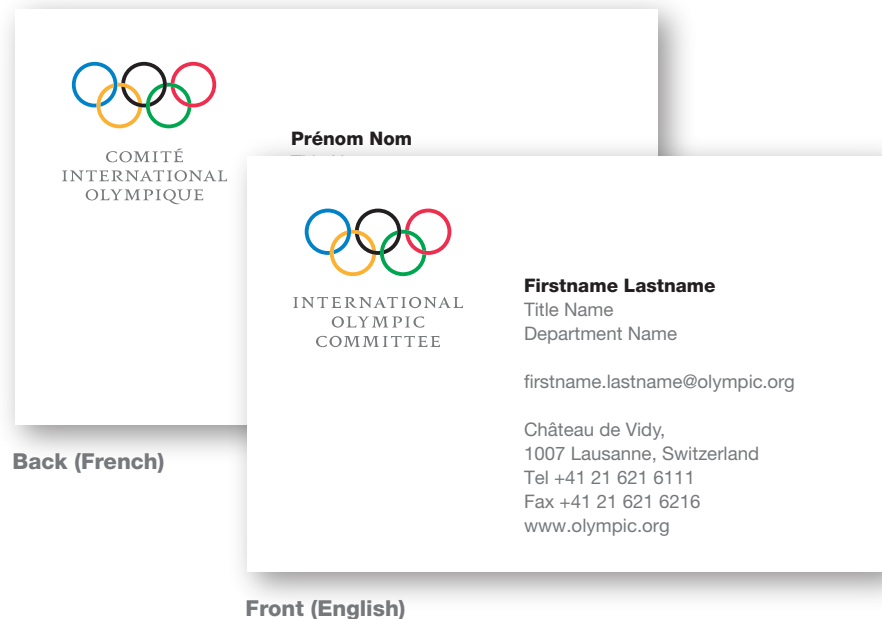 COMITÉ
INTERNATIONAL
OLYMPIQUE
Prénom Nom
Back (French)
INTERNATIONAL
OLYMPIC
COMMITTEE
Firstname Lastname
Title Name
Department Name
firstname.lastname@olympic.org
Château de Vidy,
1007 Lausanne, Switzerland
Tel +41 21 621 6111
Fax +41 21 621 6216
www.olympic.org
Front (English)